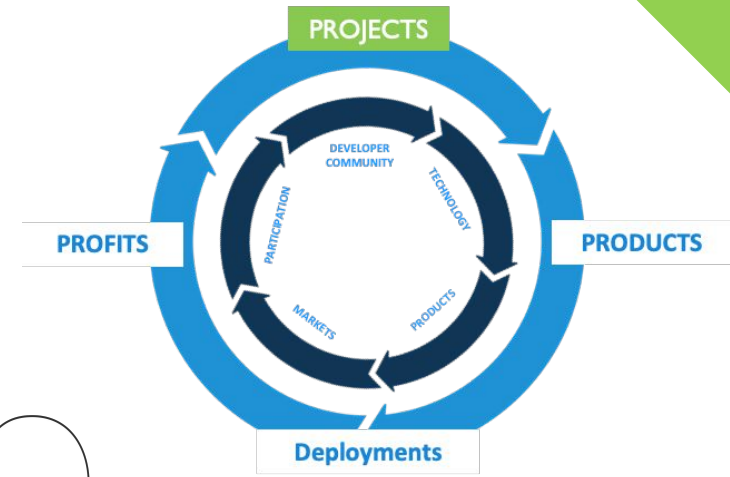 PROJECTS
DEVELOPER
COMMUNITY
TECHNOLOGY
PARTICIPATION
PROFITS
PRODUCTS
MARKETS
PRODUCTS
Deployments